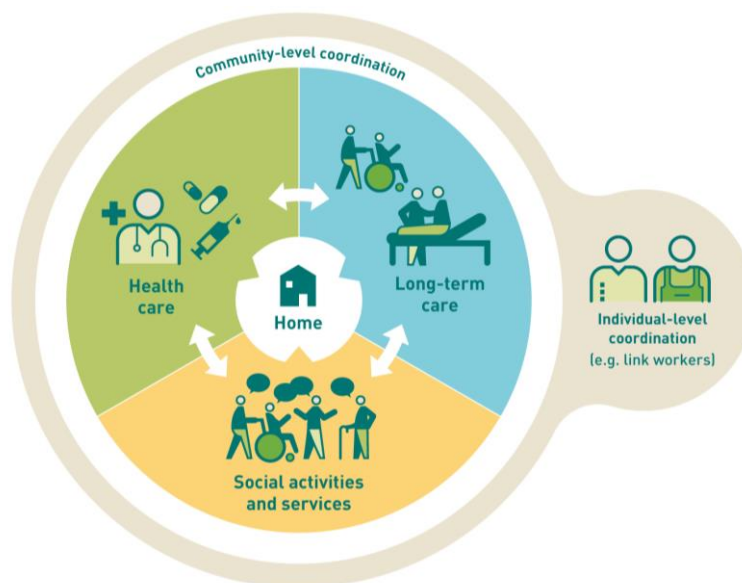 Community-level coordination
Health
care
Long-term
care
Home
Social activities
and services
Individual-level
coordination
(e.g. link workers)